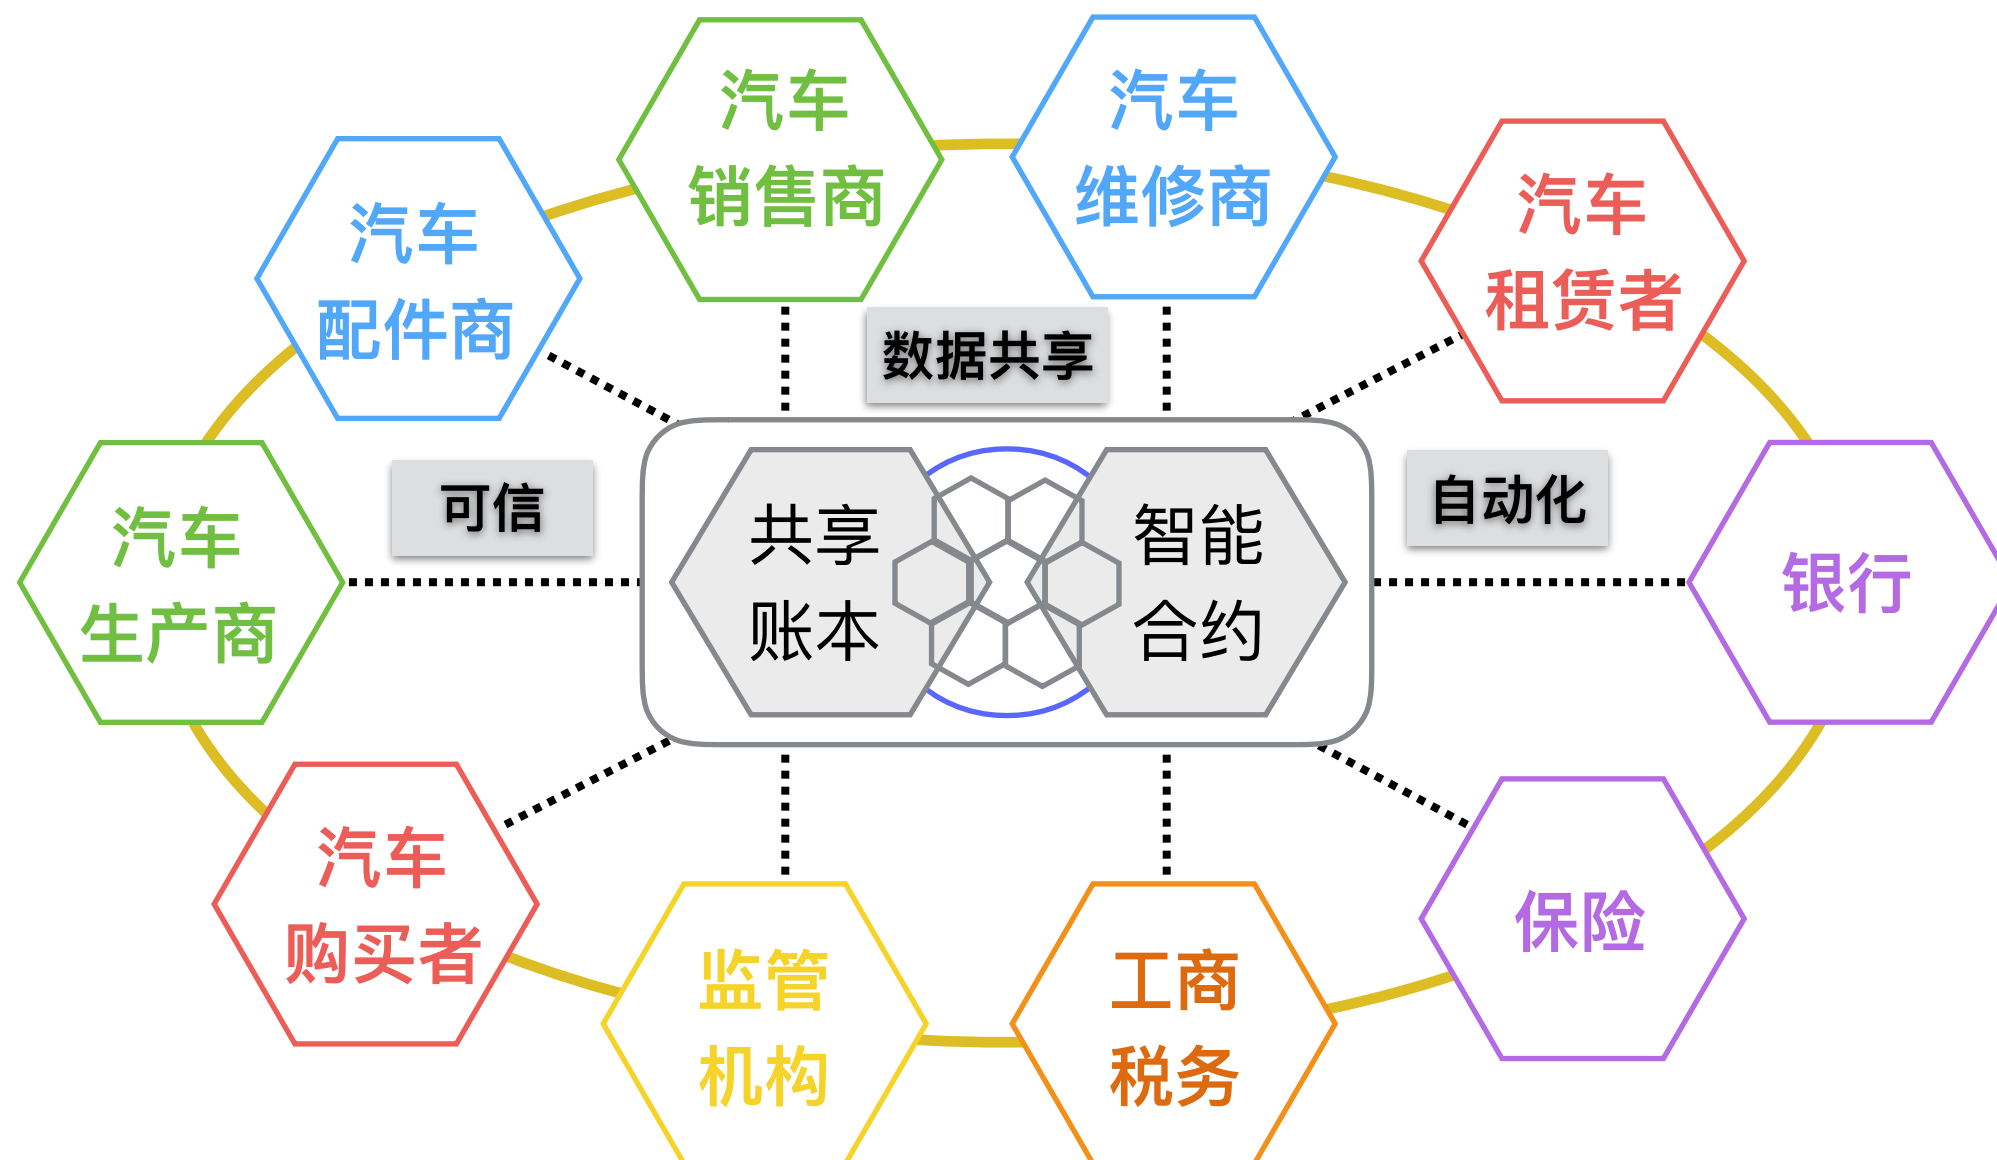 汽车
销售商
汽车
维修商
汽车
配件商
汽车
租赁者
数据共享
可信
自动化
汽车
生产商
共享
账本
智能
合约
银行
汽车
购买者
保险
监管
机构
工商
税务